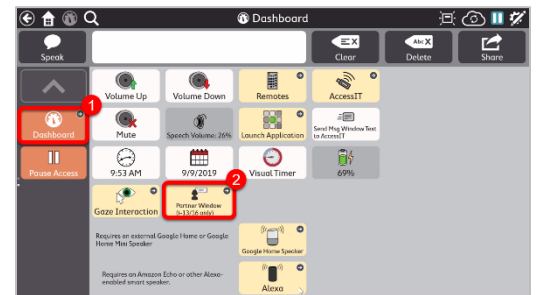 Dashboard
Speak
Clear
Abc X
Delete
Share
1
Dashboard
Pause Access
Volume Up
Volume Down
Remotes
AccessIT
Mute
Speech Volume: 26%
Launch Application
Send Msg Window Text
to AccessIT
9:53 AM
9/9/2019
Visual Timer
69%
2
Gaze Interaction
Partner Window
(i-13/16 only)
Requires an external Google Home or Google
Home Mini Speaker
Google Home Speaker
Requires an Amazon
Echo or other Alexa-
enabled smart speaker.
Alexa